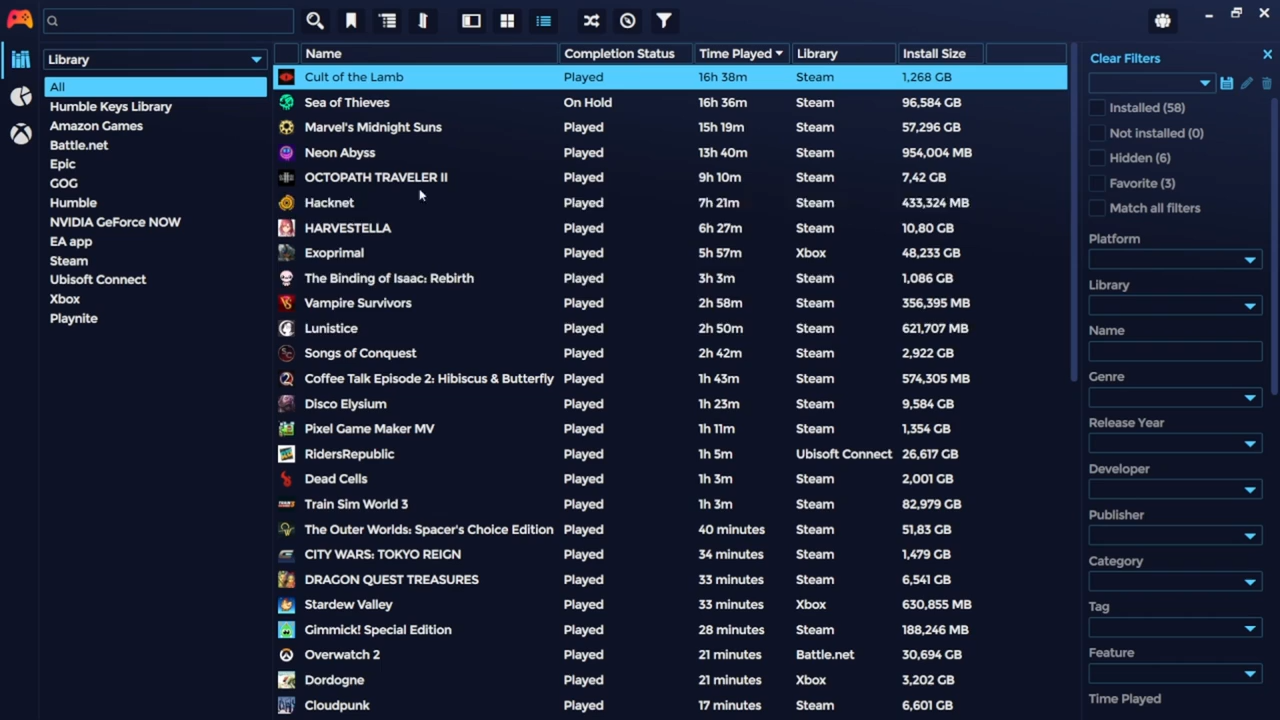 Library
All
Humble Keys Library
Amazon Games
Battle.net
Epic
GOG
Humble
NVIDIA GeForce NOW
EA app
Steam
Ubisoft Connect
Xbox
Playnite
Name Completion Status Time Played Library Install Size
Cult of the Lamb Played 16h 38m Steam 1,268 GB
Sea of Thieves On Hold 16h 36m Steam 96,584 GB
Marvel's Midnight Suns Played 15h 19m Steam 57,296 GB
Neon Abyss Played 13h 40m Steam 954,004 MB
OCTOPATH TRAVELER II Played 9h 10m Steam 7,42 GB
Hacknet Played 7h 21m Steam 433,324 MB
HARVESTELLA Played 6h 27m Steam 10,80 GB
Exoprimal Played 5h 57m Xbox 48,233 GB
The Binding of Isaac: Rebirth Played 3h 3m Steam 1,086 GB
Vampire Survivors Played 2h 58m Steam 356,395 MB
Lunistice Played 2h 50m Steam 621,707 MB
Songs of Conquest Played 2h 42m Steam 2,922 GB
Coffee Talk Episode 2: Hibiscus & Butterfly Played 1h 43m Steam 574,305 MB
Disco Elysium Played 1h 23m Steam 9,584 GB
Pixel Game Maker MV Played 1h 11m Steam 1,354 GB
RidersRepublic Played 1h 5m Ubisoft Connect 26,617 GB
Dead Cells Played 1h 3m Steam 2,001 GB
Train Sim World 3 Played 1h 3m Steam 82,979 GB
The Outer Worlds: Spacer's Choice Edition Played 40 minutes Steam 51,83 GB
CITY WARS: TOKYO REIGN Played 34 minutes Steam 1,479 GB
DRAGON QUEST TREASURES Played 33 minutes Steam 6,541 GB
Stardew Valley Played 33 minutes Xbox 630,855 MB
Gimmick! Special Edition Played 28 minutes Steam 188,246 MB
Overwatch 2 Played 21 minutes Battle.net 30,694 GB
Dordogne Played 21 minutes Xbox 3,202 GB
Cloudpunk Played 17 minutes Steam 6,601 GB
Clear Filters
Installed (58)
Not installed (0)
Hidden (6)
Favorite (3)
Match all filters
Platform
Library
Name
Genre
Release Year
Developer
Publisher
Category
Tag
Feature
Time Played